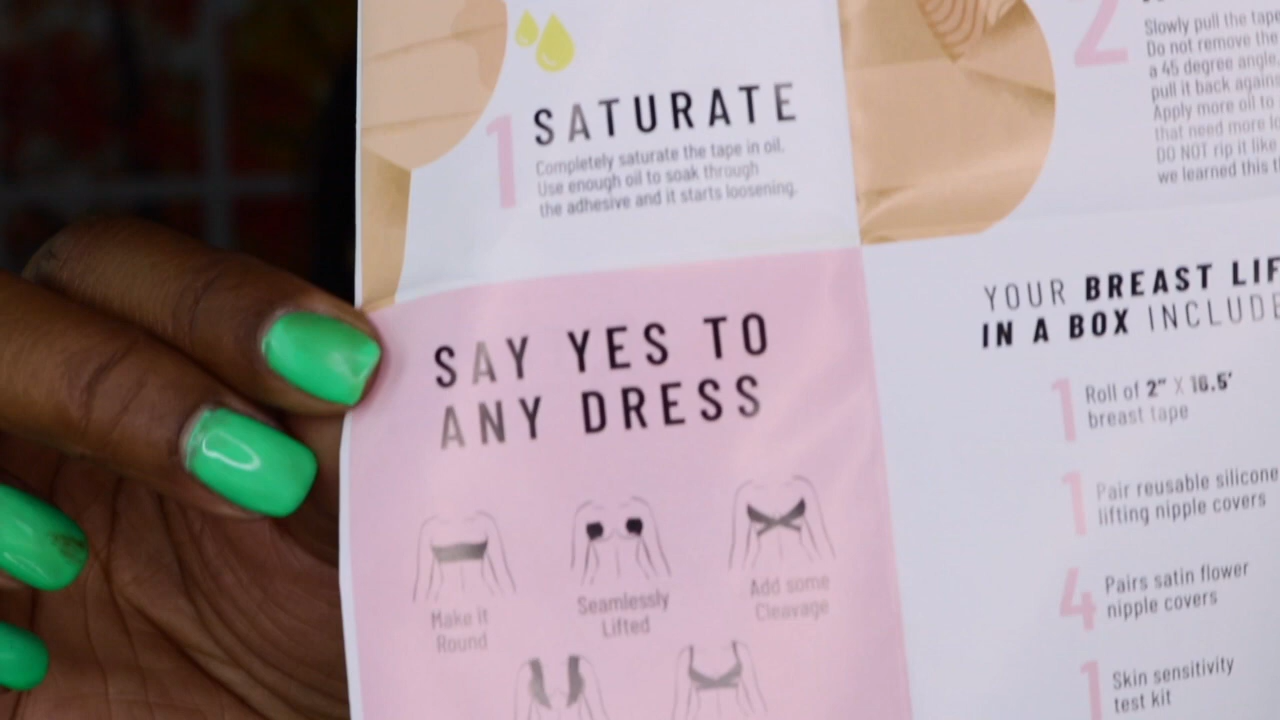 1
SATURATE
Completely saturate the tape in oil.
Use enough oil to soak through
the adhesive and it starts loosening.
2
Slowly pull the tape
Do not remove the
a 45 degree angle,
pull it back against
Apply more oil to
that need more
DO NOT rip it like
we learned this
SAY YES TO
ANY DRESS
Make it
Round
Seamlessly
Lifted
Add some
Cleavage
YOUR BREAST
IN A BOX
1
Roll of 2” X 16.5’
breast tape
1
Pair reusable silicone
lifting nipple covers
4
Pairs satin flower
nipple covers
1
Skin sensitivity
test kit